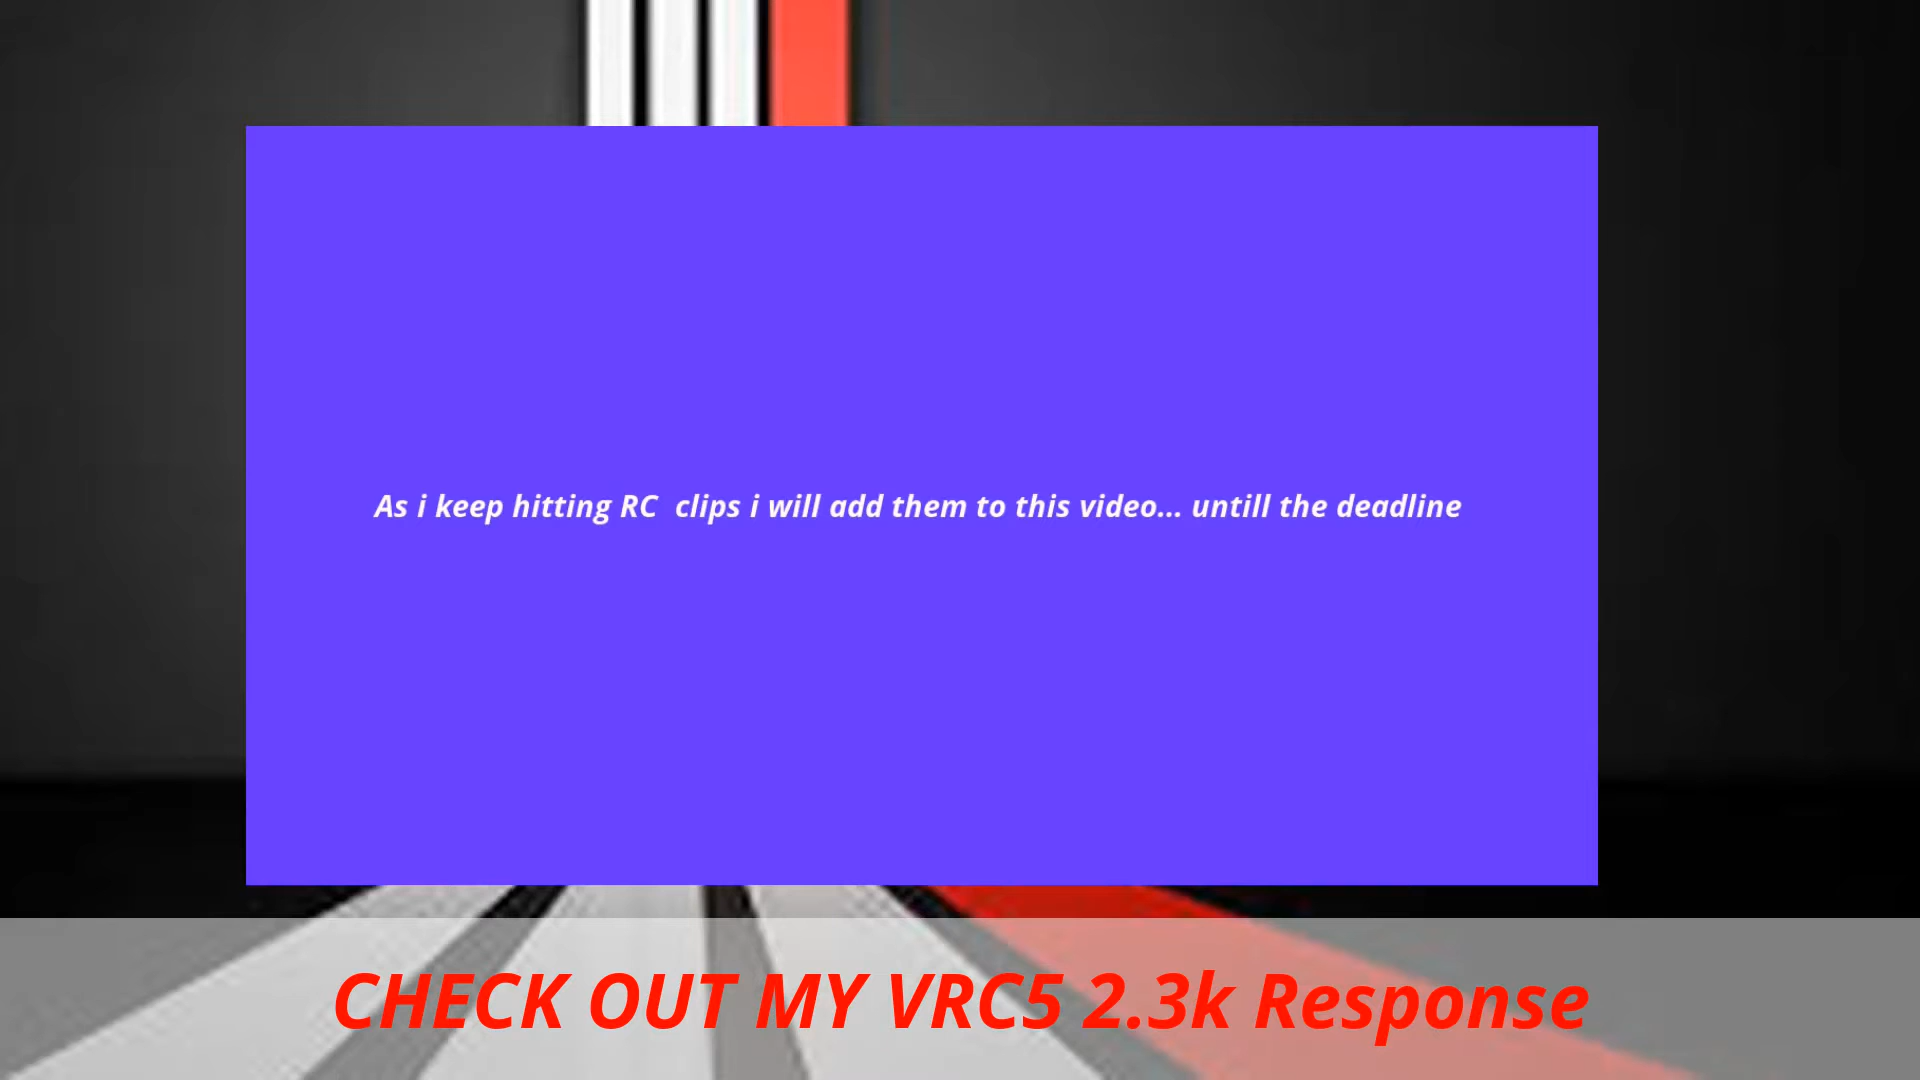 As i keep hitting RC  clips i will add them to this video... untill the deadline
CHECK OUT MY VRC5 2.3k Response